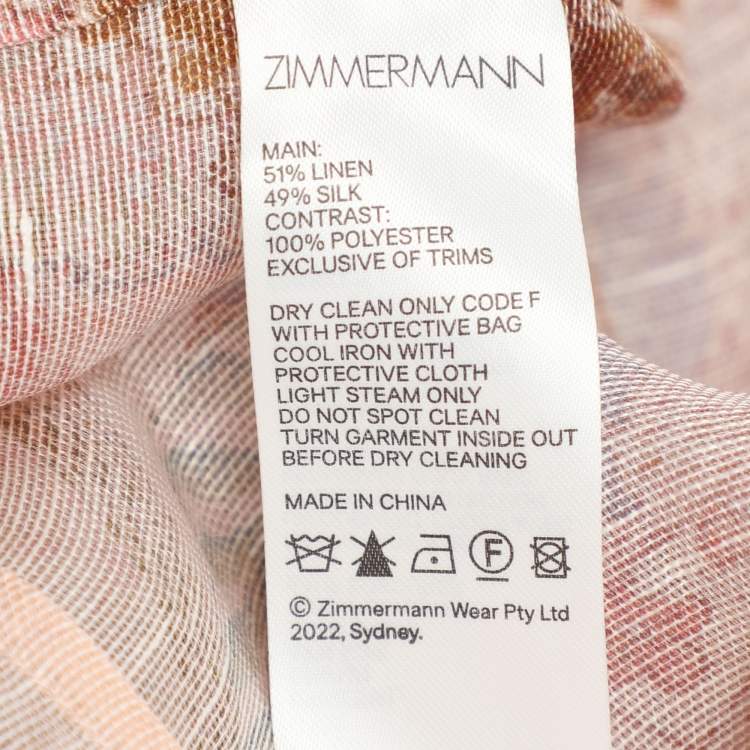 ZIMMERMANN
MAIN:
51% LINEN
49% SILK
CONTRAST:
100% POLYESTER
EXCLUSIVE OF TRIMS
DRY CLEAN ONLY CODE F
WITH PROTECTIVE BAG
COOL IRON WITH
PROTECTIVE CLOTH
LIGHT STEAM ONLY
DO NOT SPOT CLEAN
TURN GARMENT INSIDE OUT
BEFORE DRY CLEANING
MADE IN CHINA
F
© Zimmermann Wear Pty Ltd
2022, Sydney.